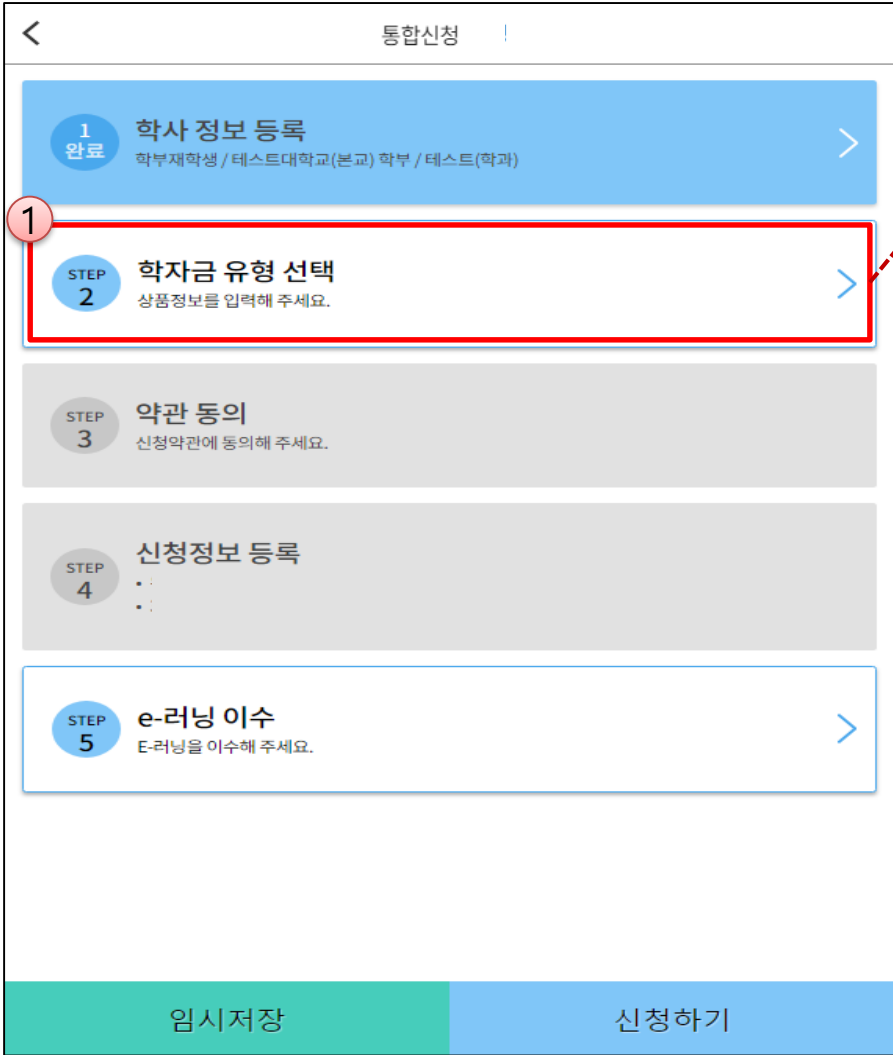 통합신청
1
완료
학사 정보 등록
학부재학생 / 테스트대학교(본교) 학부 / 테스트(학과)
1
STEP
2
학자금 유형 선택
상품정보를 입력해 주세요.
STEP
3
약관 동의
신청약관에 동의해 주세요.
STEP
4
신청정보 등록
STEP
5
e-러닝 이수
E-러닝을 이수해 주세요.
임시저장
신청하기